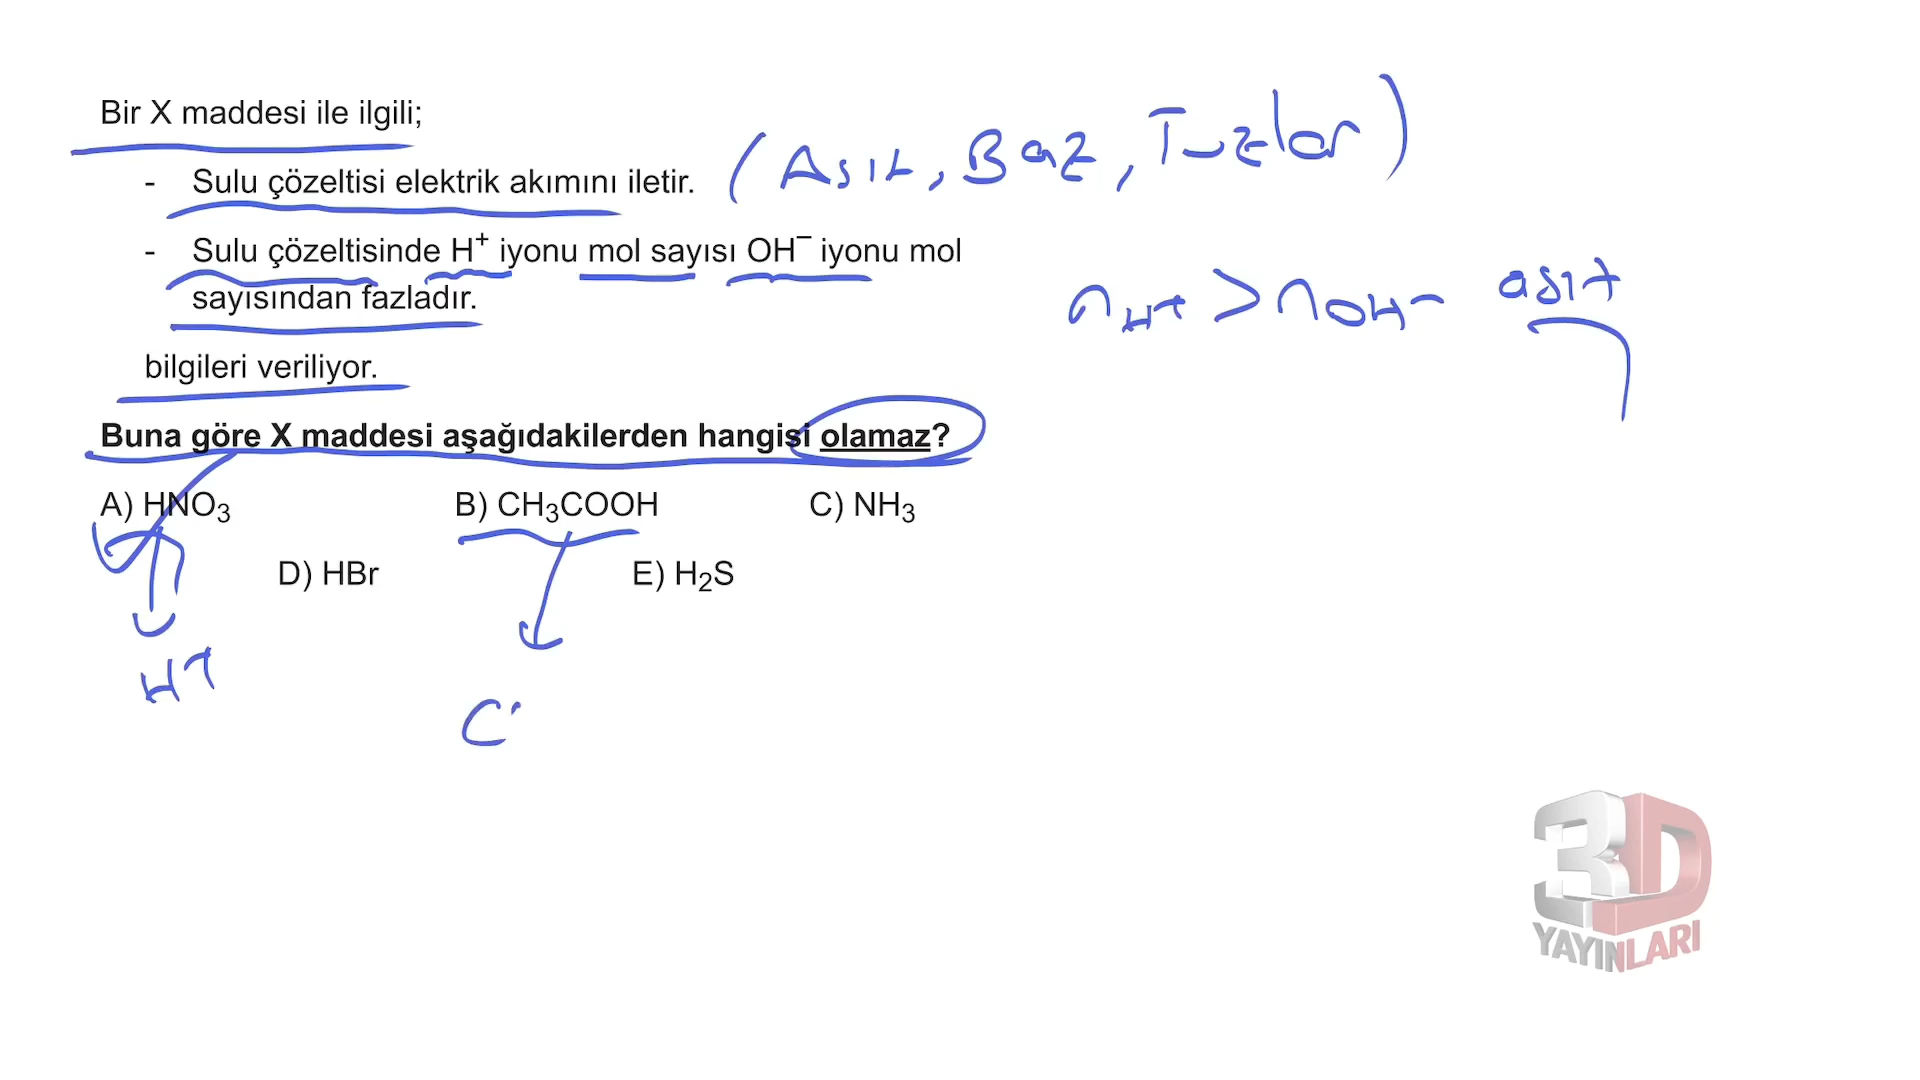 Bir X maddesi ile ilgili;
- Sulu çözeltisi elektrik akımını iletir. (Asit, Baz, Tuzlar)
- Sulu çözeltisinde H⁺ iyonu mol sayısı OH⁻ iyonu mol
sayısından fazladır. nH+ > nOH- asit
bilgileri veriliyor.
Buna göre X maddesi aşağıdakilerden hangisi olamaz?
A) HNO₃ B) CH₃COOH C) NH₃
D) HBr E) H₂S
H+
C
3D
YAYINLARI